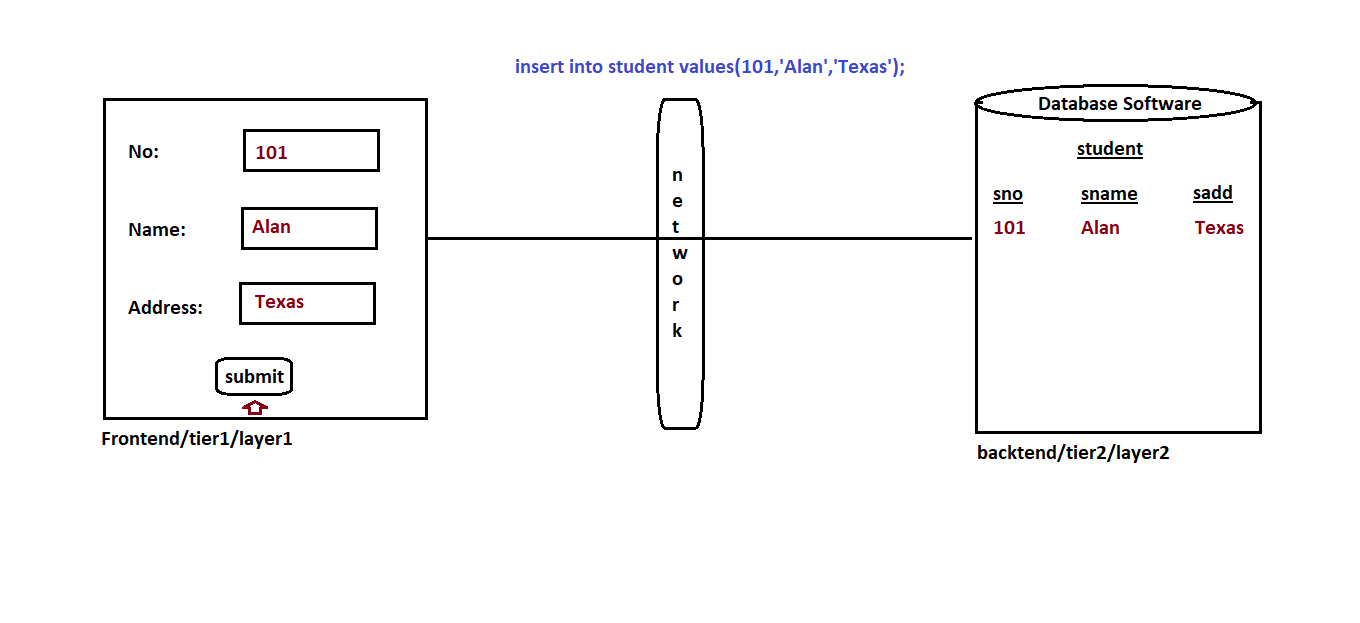 insert into student values(101,'Alan','Texas');
No:
101
Name:
Alan
Address:
Texas
submit
Frontend/tier1/layer1
n
e
t
w
o
r
k
Database Software
student
sno sname sadd
101 Alan Texas
backtend/tier2/layer2